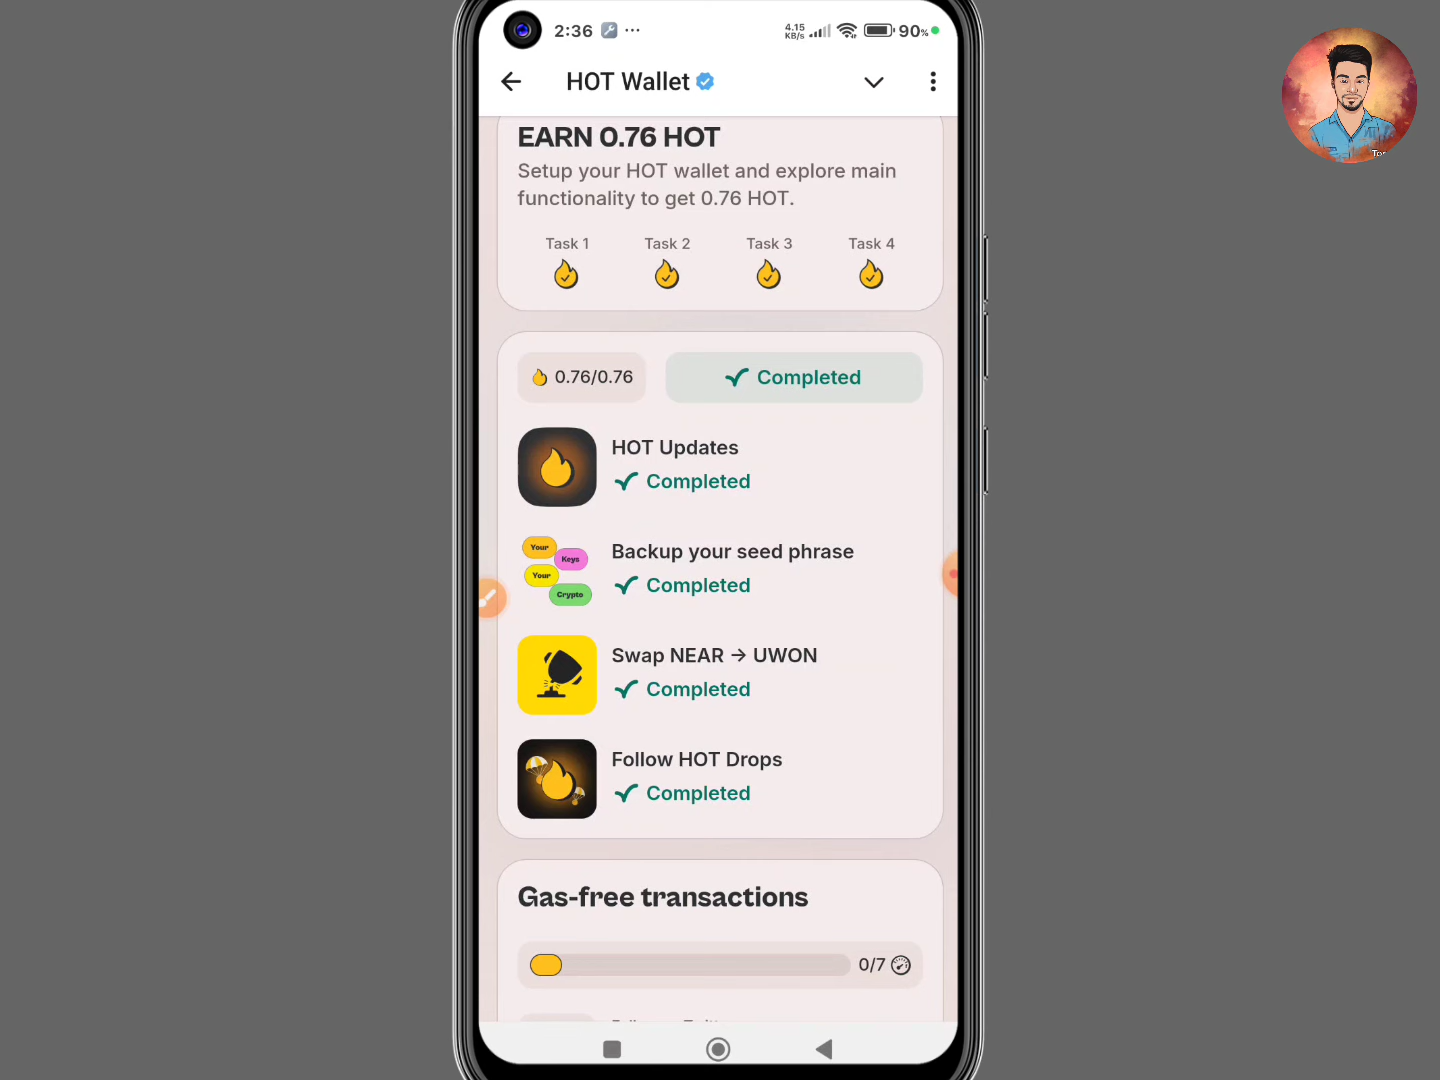 2:36 ... 4.15 KB/s 90%
HOT Wallet
EARN 0.76 HOT
Setup your HOT wallet and explore main
functionality to get 0.76 HOT.
Task 1 Task 2 Task 3 Task 4
0.76/0.76 Completed
HOT Updates
Completed
Your
Keys
Your
Crypto
Backup your seed phrase
Completed
Swap NEAR → UWON
Completed
Follow HOT Drops
Completed
Gas-free transactions
0/7